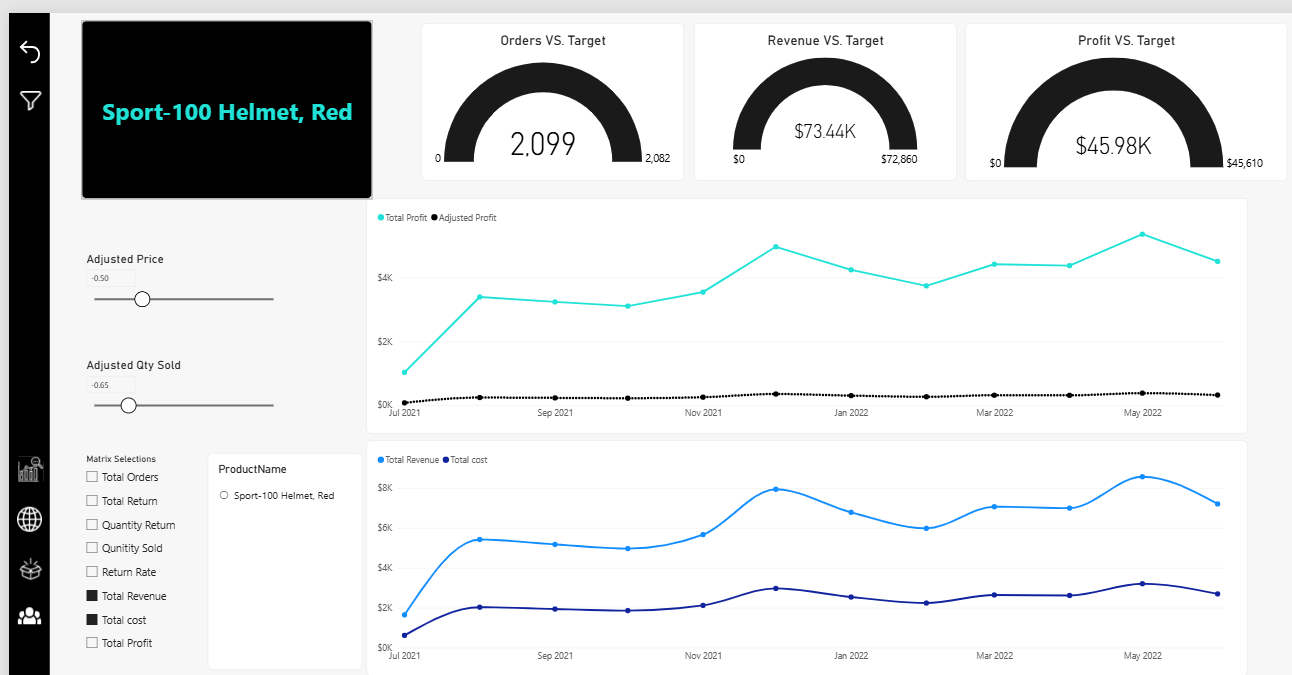 Sport-100 Helmet, Red
Orders VS. Target
2,099
0
2,082
Revenue VS. Target
$73.44K
$0
$72,860
Profit VS. Target
$45.98K
$0
$45,610
Adjusted Price
-0.50
Adjusted Qty Sold
-0.65
Total Profit Adjusted Profit
$4K
$2K
$0K
Jul 2021 Sep 2021 Nov 2021 Jan 2022 Mar 2022 May 2022
Matrix Selections
Total Orders
Total Return
Quantity Return
Qunitity Sold
Return Rate
Total Revenue
Total cost
Total Profit
ProductName
Sport-100 Helmet, Red
Total Revenue Total cost
$8K
$6K
$4K
$2K
$0K
Jul 2021 Sep 2021 Nov 2021 Jan 2022 Mar 2022 May 2022